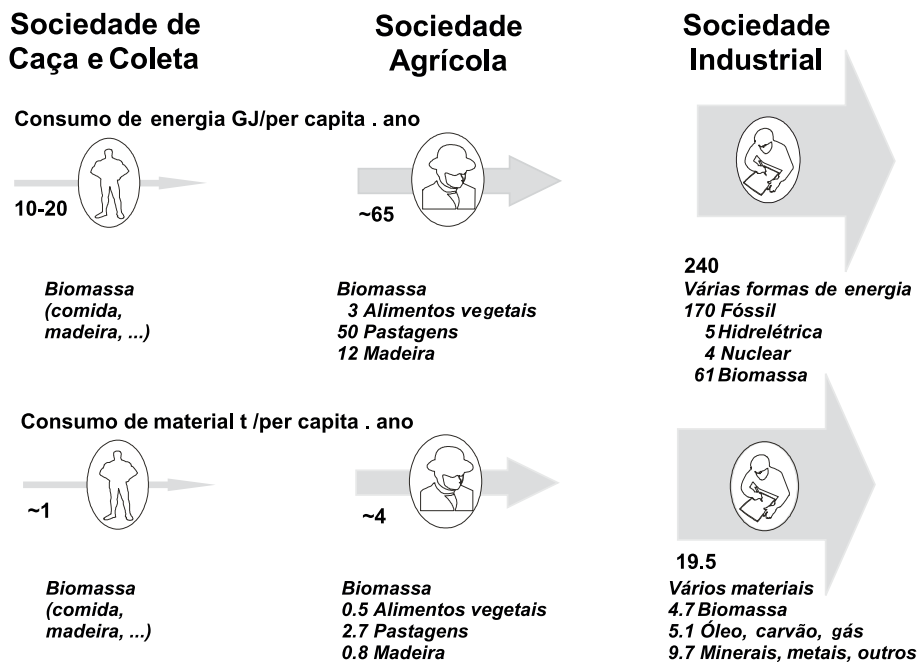 Sociedade de
Caça e Coleta
Sociedade
Agrícola
Sociedade
Industrial
Consumo de energia GJ/per capita . ano
10-20
~65
240
Biomassa
(comida,
madeira, ...)
Biomassa
3 Alimentos vegetais
50 Pastagens
12 Madeira
Várias formas de energia
170 Fóssil
5 Hidrelétrica
4 Nuclear
61 Biomassa
Consumo de material t /per capita . ano
~1
~4
19.5
Biomassa
(comida,
madeira, ...)
Biomassa
0.5 Alimentos vegetais
2.7 Pastagens
0.8 Madeira
Vários materiais
4.7 Biomassa
5.1 Óleo, carvão, gás
9.7 Minerais, metais, outros